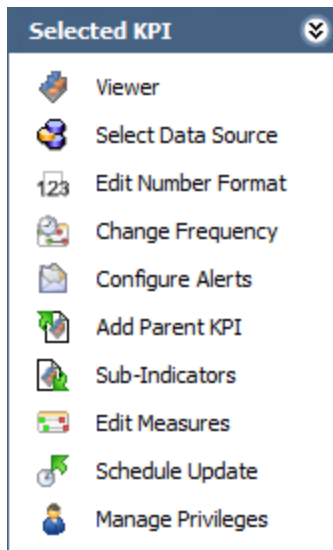 Selected KPI
Viewer
Select Data Source
123 Edit Number Format
Change Frequency
Configure Alerts
Add Parent KPI
Sub-Indicators
Edit Measures
Schedule Update
Manage Privileges